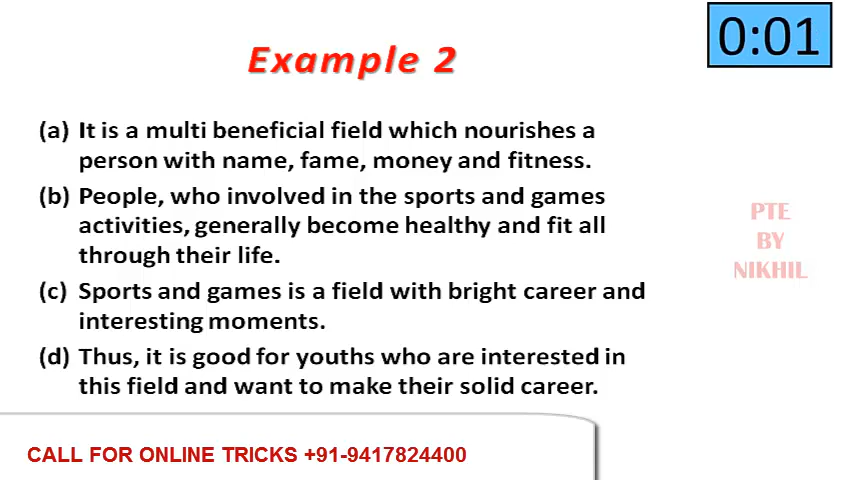 0:01
Example 2
(a) It is a multi beneficial field which nourishes a
person with name, fame, money and fitness.
(b) People, who involved in the sports and games
activities, generally become healthy and fit all
through their life.
(c) Sports and games is a field with bright career and
interesting moments.
(d) Thus, it is good for youths who are interested in
this field and want to make their solid career.
PTE
BY
NIKHIL
CALL FOR ONLINE TRICKS +91-9417824400